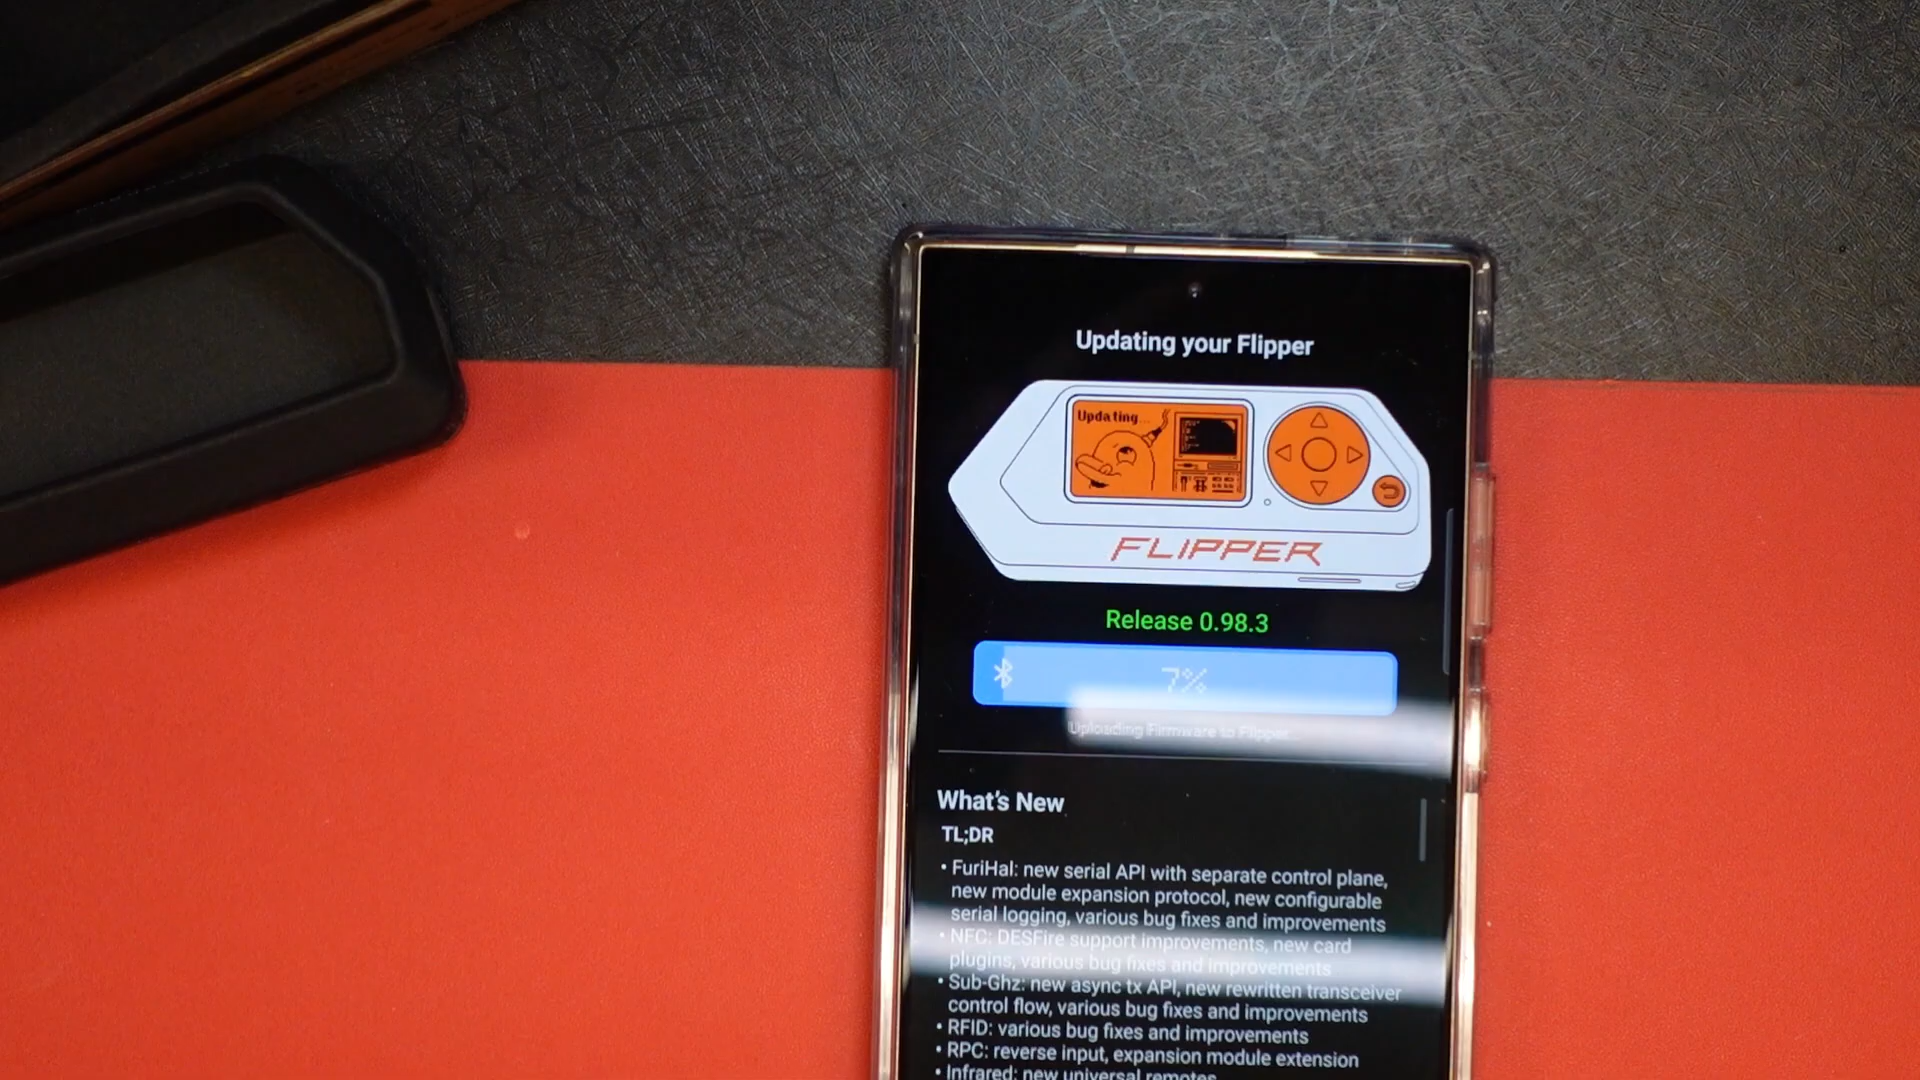 Updating your Flipper
Updating...
FLIPPER
Release 0.98.3
7%
Uploading Firmware to Flipper...
What's New
TL;DR
• FuriHal: new serial API with separate control plane,
new module expansion protocol, new configurable
serial logging, various bug fixes and improvements
• NFC: DESFire support improvements, new card
plugins, various bug fixes and improvements
• Sub-Ghz: new async tx API, new rewritten transceiver
control flow, various bug fixes and improvements
• RFID: various bug fixes and improvements
• RPC: reverse input, expansion module extension
• Infrared: new universal remotes